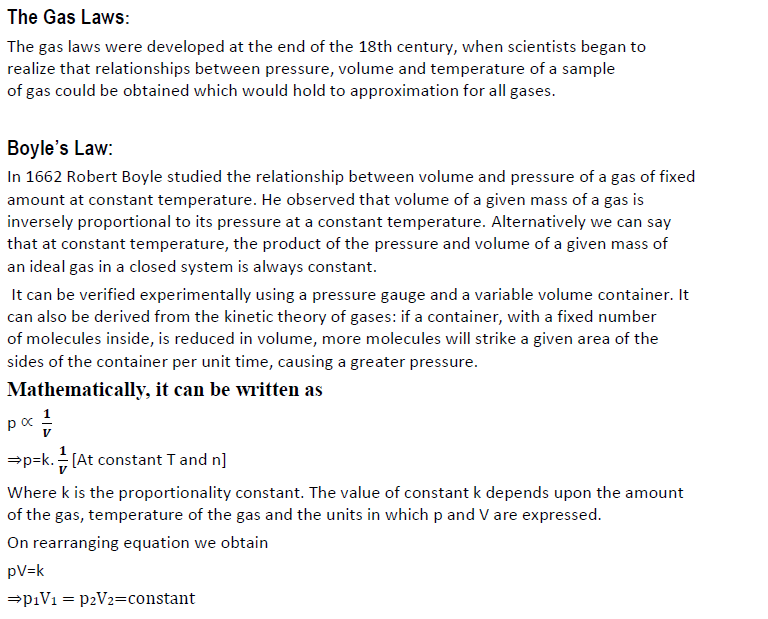 The Gas Laws:
The gas laws were developed at the end of the 18th century, when scientists began to
realize that relationships between pressure, volume and temperature of a sample
of gas could be obtained which would hold to approximation for all gases.
Boyle's Law:
In 1662 Robert Boyle studied the relationship between volume and pressure of a gas of fixed
amount at constant temperature. He observed that volume of a given mass of a gas is
inversely proportional to its pressure at a constant temperature. Alternatively we can say
that at constant temperature, the product of the pressure and volume of a given mass of
an ideal gas in a closed system is always constant.
It can be verified experimentally using a pressure gauge and a variable volume container. It
can also be derived from the kinetic theory of gases: if a container, with a fixed number
of molecules inside, is reduced in volume, more molecules will strike a given area of the
sides of the container per unit time, causing a greater pressure.
Mathematically, it can be written as
p ∝ 1/V
⇒p=k. 1/V [At constant T and n]
Where k is the proportionality constant. The value of constant k depends upon the amount
of the gas, temperature of the gas and the units in which p and V are expressed.
On rearranging equation we obtain
pV=k
⇒p₁V₁ = p₂V₂=constant